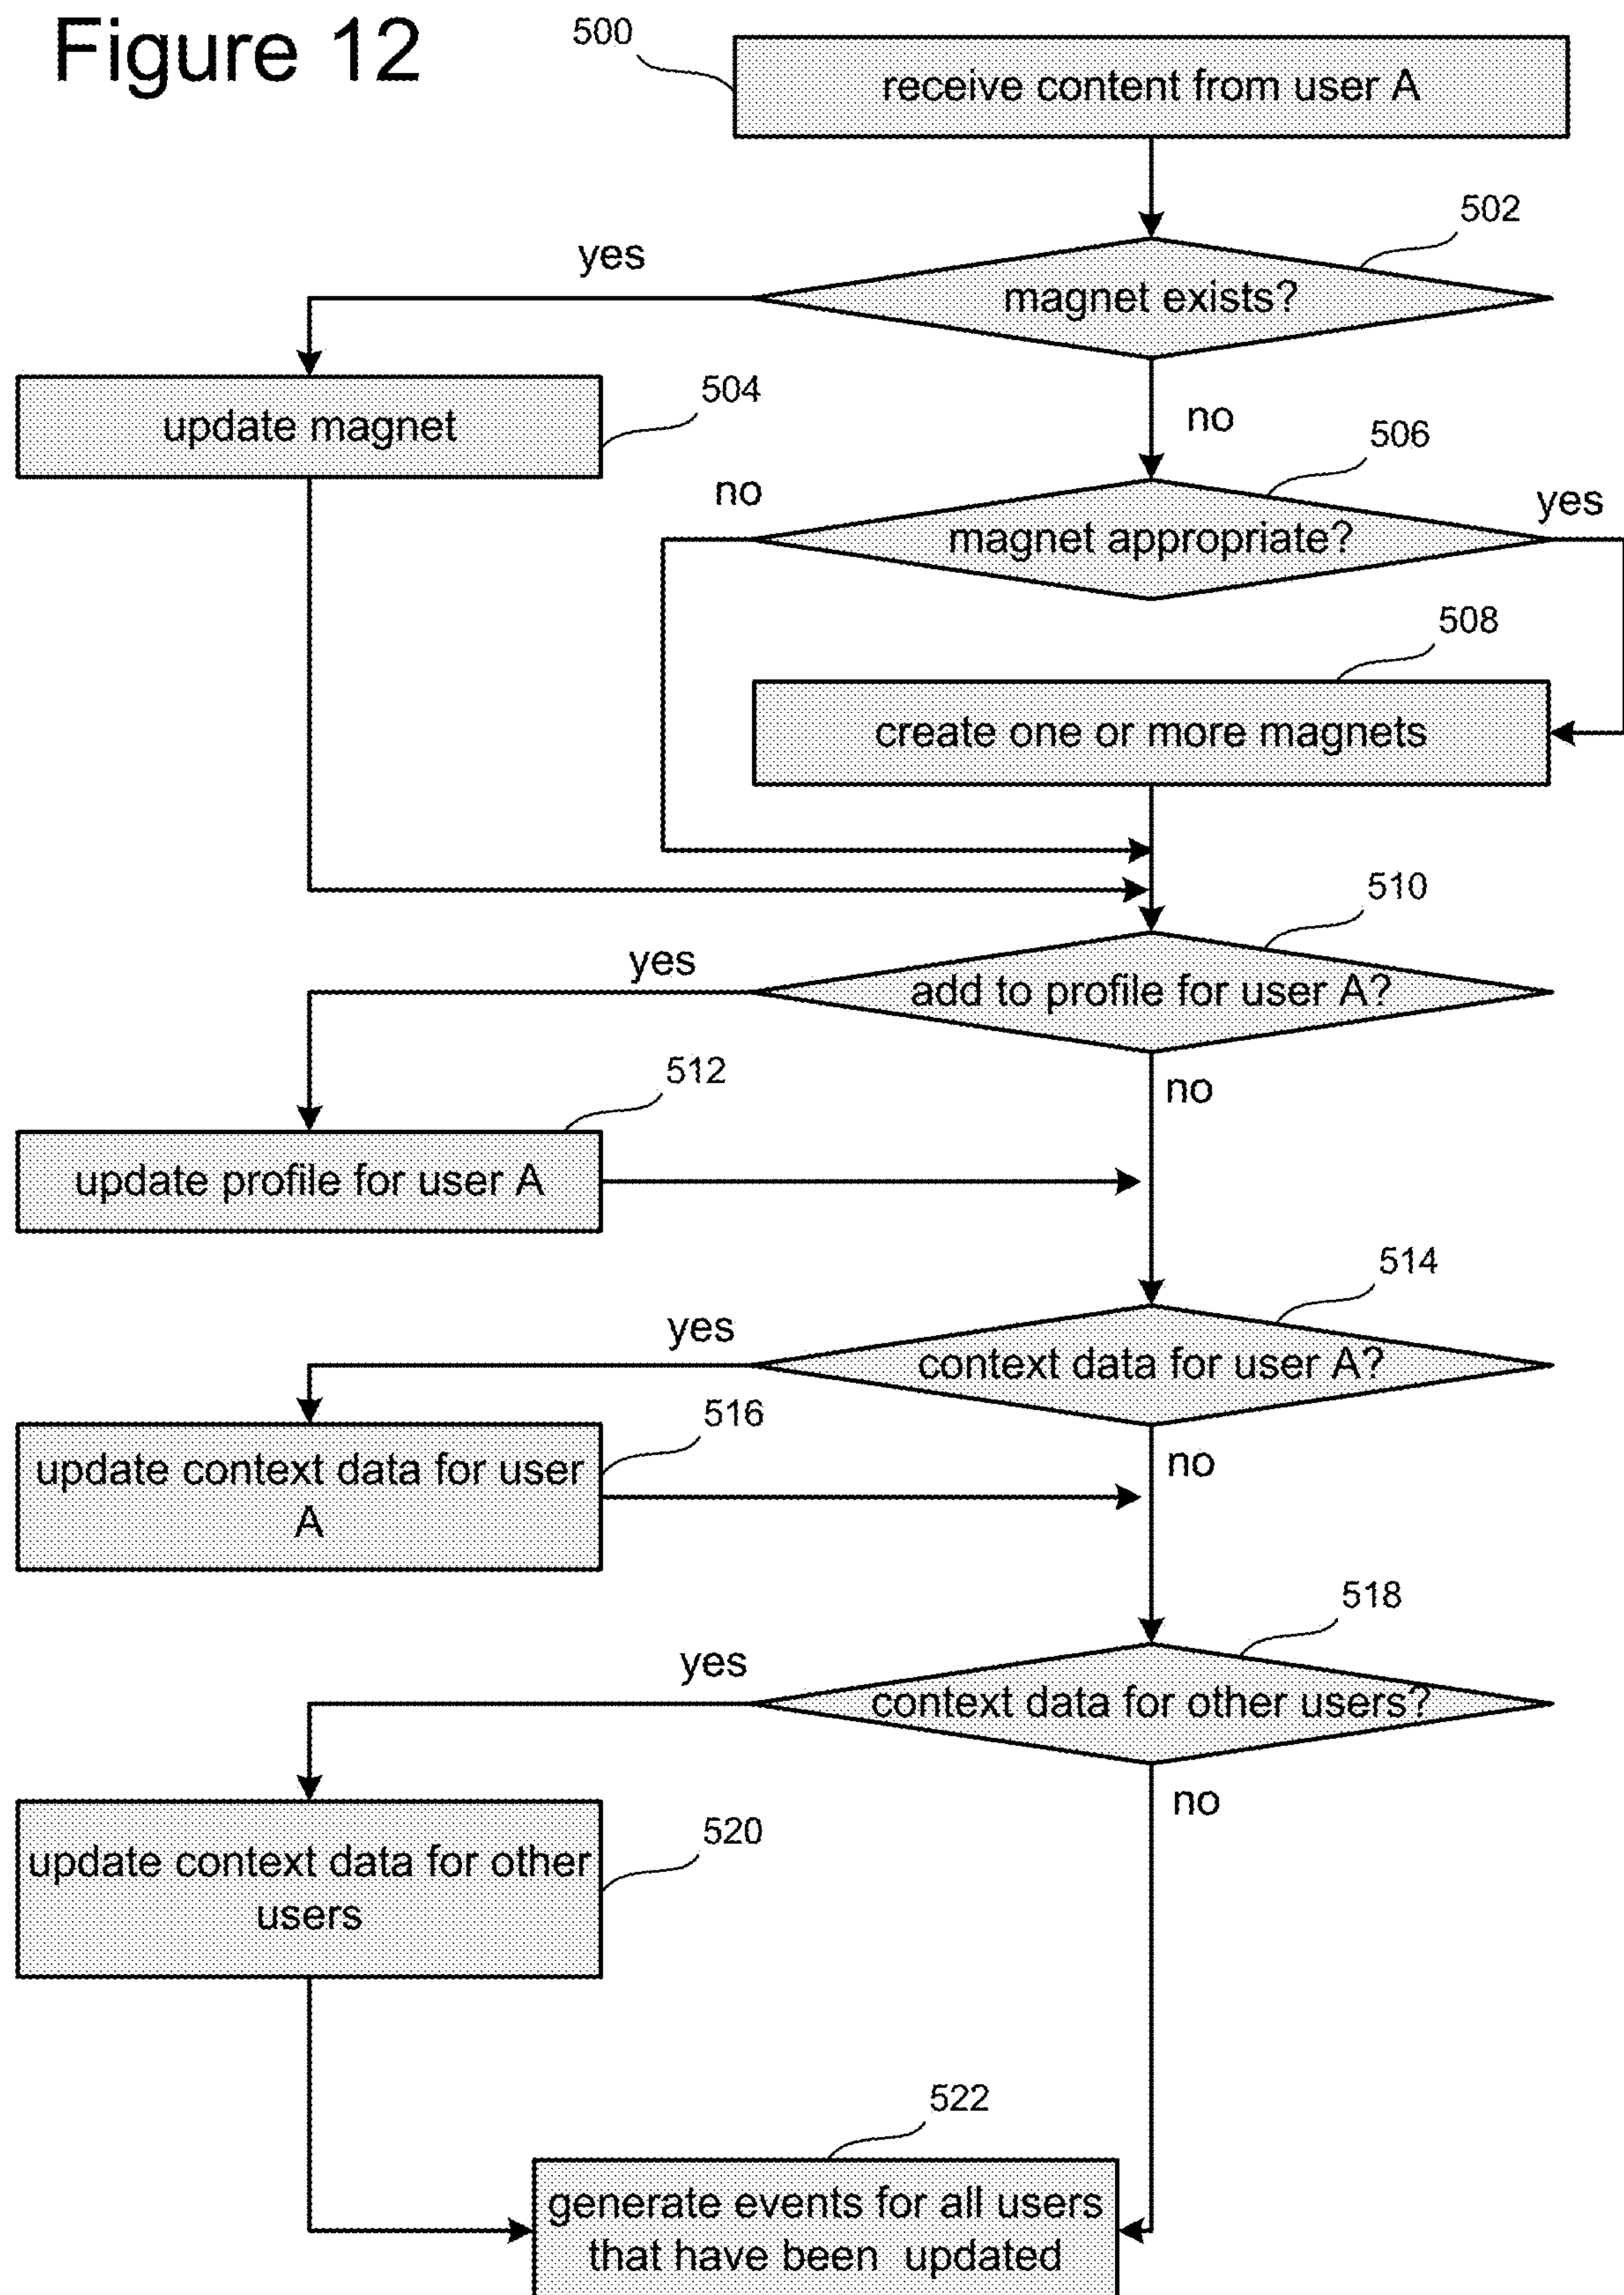 Figure 12
500
receive content from user A
502
yes
magnet exists?
504
update magnet
no
506
no
yes
magnet appropriate?
508
create one or more magnets
510
yes
add to profile for user A?
512
no
update profile for user A
514
yes
context data for user A?
516
update context data for user
A
no
518
yes
context data for other users?
no
520
update context data for other
users
522
generate events for all users
that have been updated